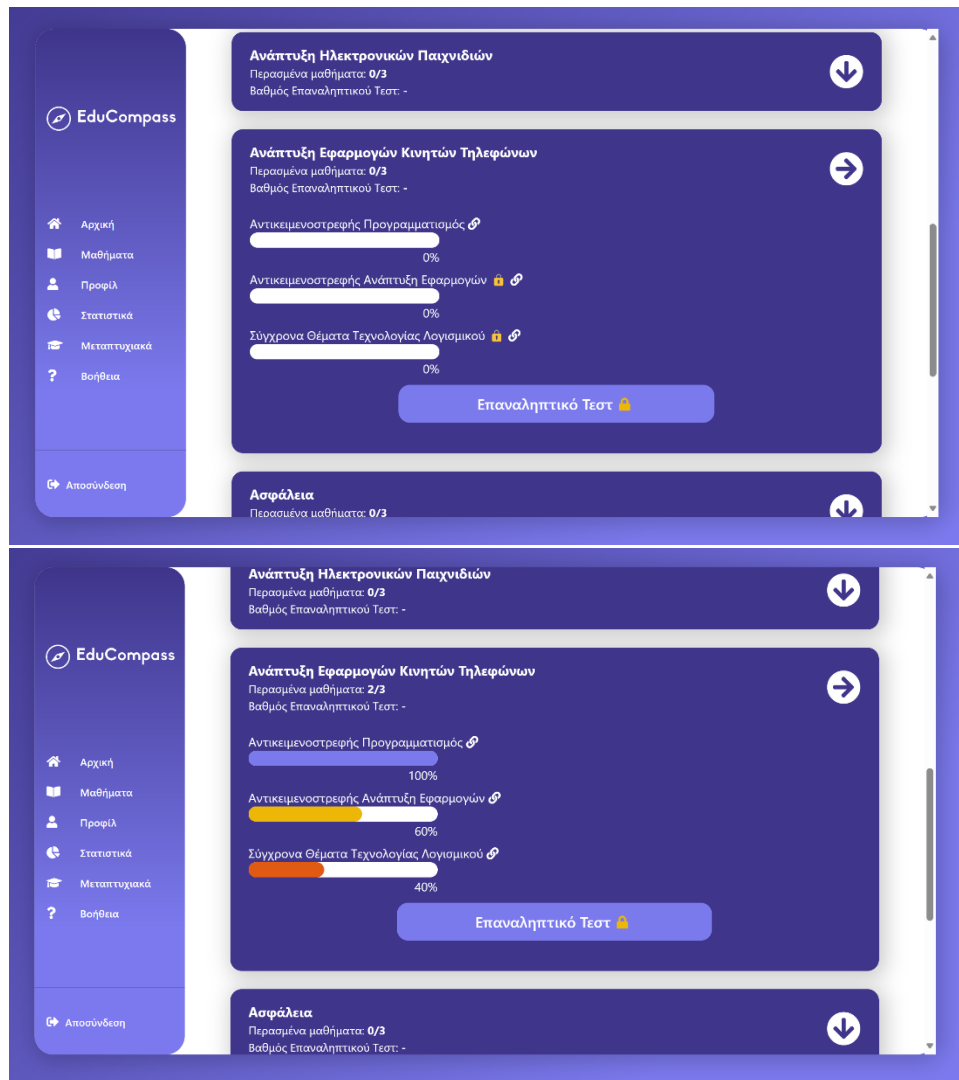 EduCompass
Αρχική
Μαθήματα
Προφίλ
Στατιστικά
Μεταπτυχιακά
Βοήθεια
Αποσύνδεση
Ανάπτυξη Ηλεκτρονικών Παιχνιδιών
Περασμένα μαθήματα: 0/3
Βαθμός Επαναληπτικού Τεστ: -
Ανάπτυξη Εφαρμογών Κινητών Τηλεφώνων
Περασμένα μαθήματα: 0/3
Βαθμός Επαναληπτικού Τεστ: -
Αντικειμενοστρεφής Προγραμματισμός
0%
Αντικειμενοστρεφής Ανάπτυξη Εφαρμογών
0%
Σύγχρονα Θέματα Τεχνολογίας Λογισμικού
0%
Επαναληπτικό Τεστ
Ασφάλεια
Περασμένα μαθήματα: 0/3
EduCompass
Αρχική
Μαθήματα
Προφίλ
Στατιστικά
Μεταπτυχιακά
Βοήθεια
Αποσύνδεση
Ανάπτυξη Ηλεκτρονικών Παιχνιδιών
Περασμένα μαθήματα: 0/3
Βαθμός Επαναληπτικού Τεστ: -
Ανάπτυξη Εφαρμογών Κινητών Τηλεφώνων
Περασμένα μαθήματα: 2/3
Βαθμός Επαναληπτικού Τεστ: -
Αντικειμενοστρεφής Προγραμματισμός
100%
Αντικειμενοστρεφής Ανάπτυξη Εφαρμογών
60%
Σύγχρονα Θέματα Τεχνολογίας Λογισμικού
40%
Επαναληπτικό Τεστ
Ασφάλεια
Περασμένα μαθήματα: 0/3
Βαθμός Επαναληπτικού Τεστ: -